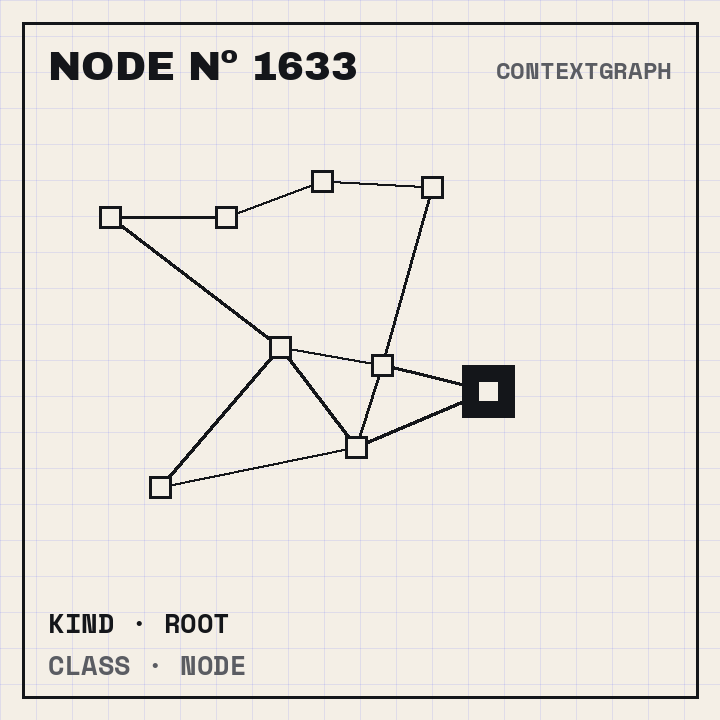 NODE Nº 1633
CONTEXTGRAPH
KIND · ROOT
CLASS · NODE